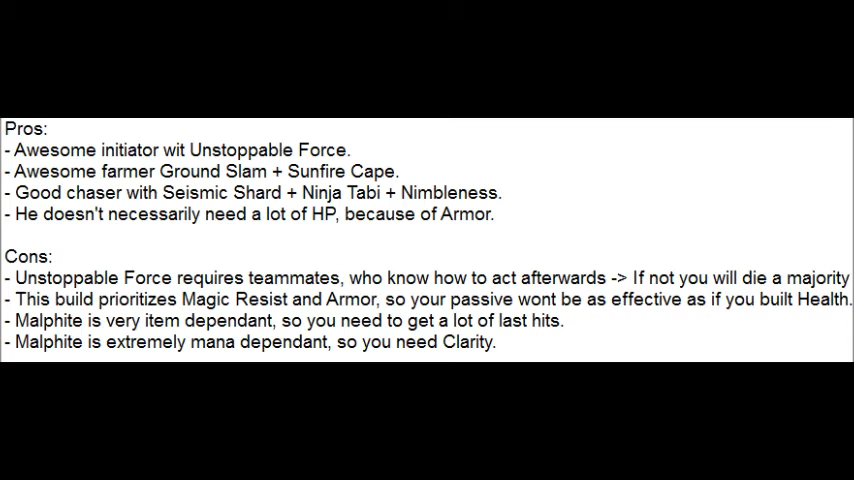 Pros:
- Awesome initiator wit Unstoppable Force.
- Awesome farmer Ground Slam + Sunfire Cape.
- Good chaser with Seismic Shard + Ninja Tabi + Nimbleness.
- He doesn't necessarily need a lot of HP, because of Armor.
Cons:
- Unstoppable Force requires teammates, who know how to act afterwards -> If not you will die a majority
- This build prioritizes Magic Resist and Armor, so your passive wont be as effective as if you built Health.
- Malphite is very item dependant, so you need to get a lot of last hits.
- Malphite is extremely mana dependant, so you need Clarity.